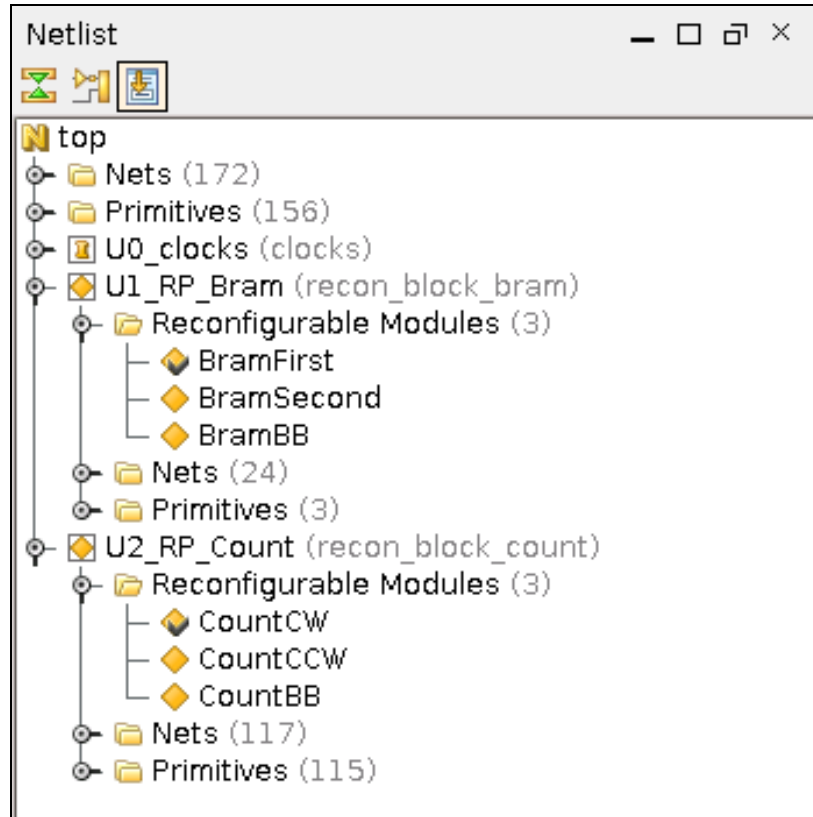 Netlist
top
Nets (172)
Primitives (156)
U0_clocks (clocks)
U1_RP_Bram (recon_block_bram)
Reconfigurable Modules (3)
BramFirst
BramSecond
BramBB
Nets (24)
Primitives (3)
U2_RP_Count (recon_block_count)
Reconfigurable Modules (3)
CountCW
CountCCW
CountBB
Nets (117)
Primitives (115)